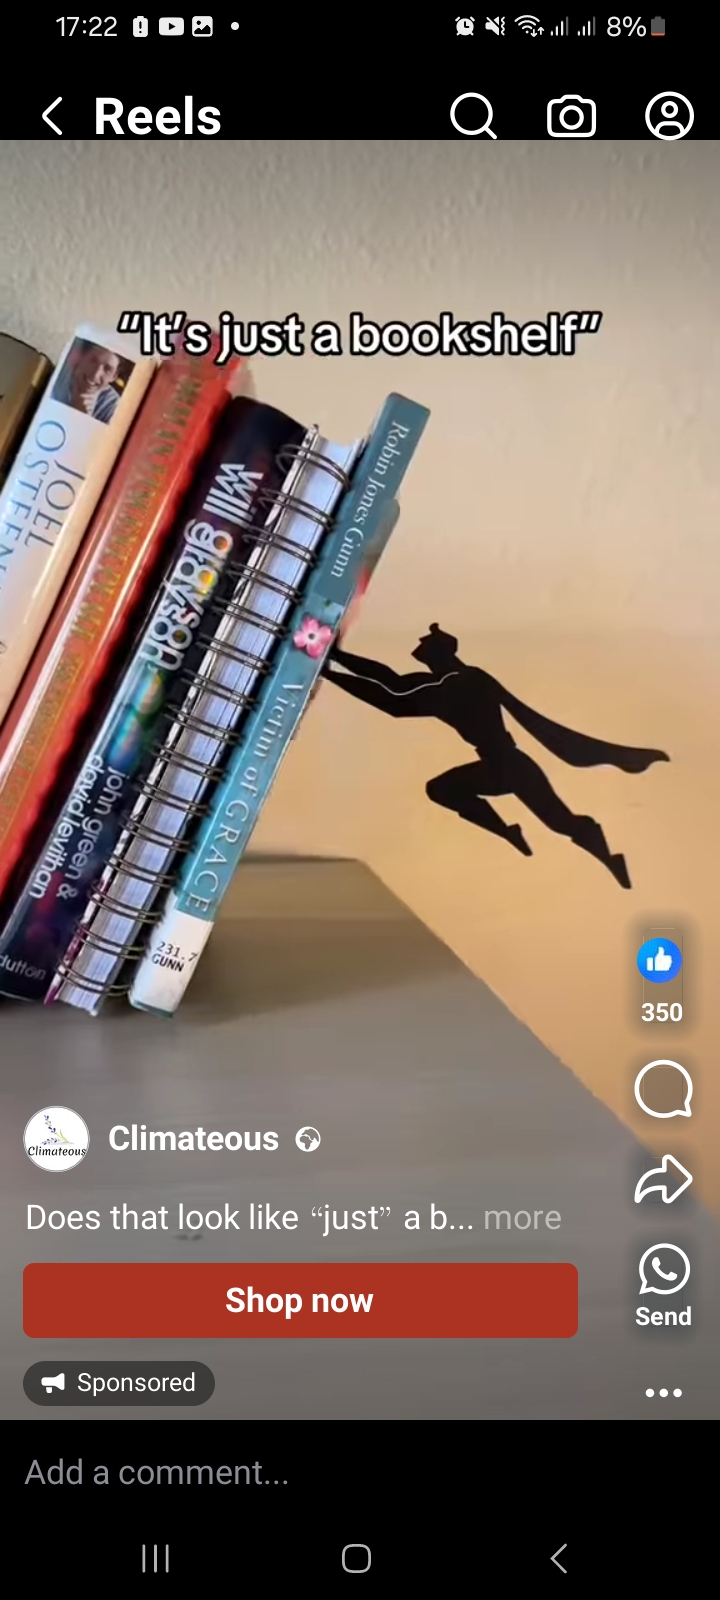 17:22
8%
Reels
"It's just a bookshelf"
JOEL
OSTEEN
will grayson
will grayson
john green &
david levithan
dutton
Robin Jones Gunn
Victim of GRACE
231.7
GUNN
350
Climateous
Climateous
Does that look like “just” a b... more
Shop now
Send
Sponsored
Add a comment...